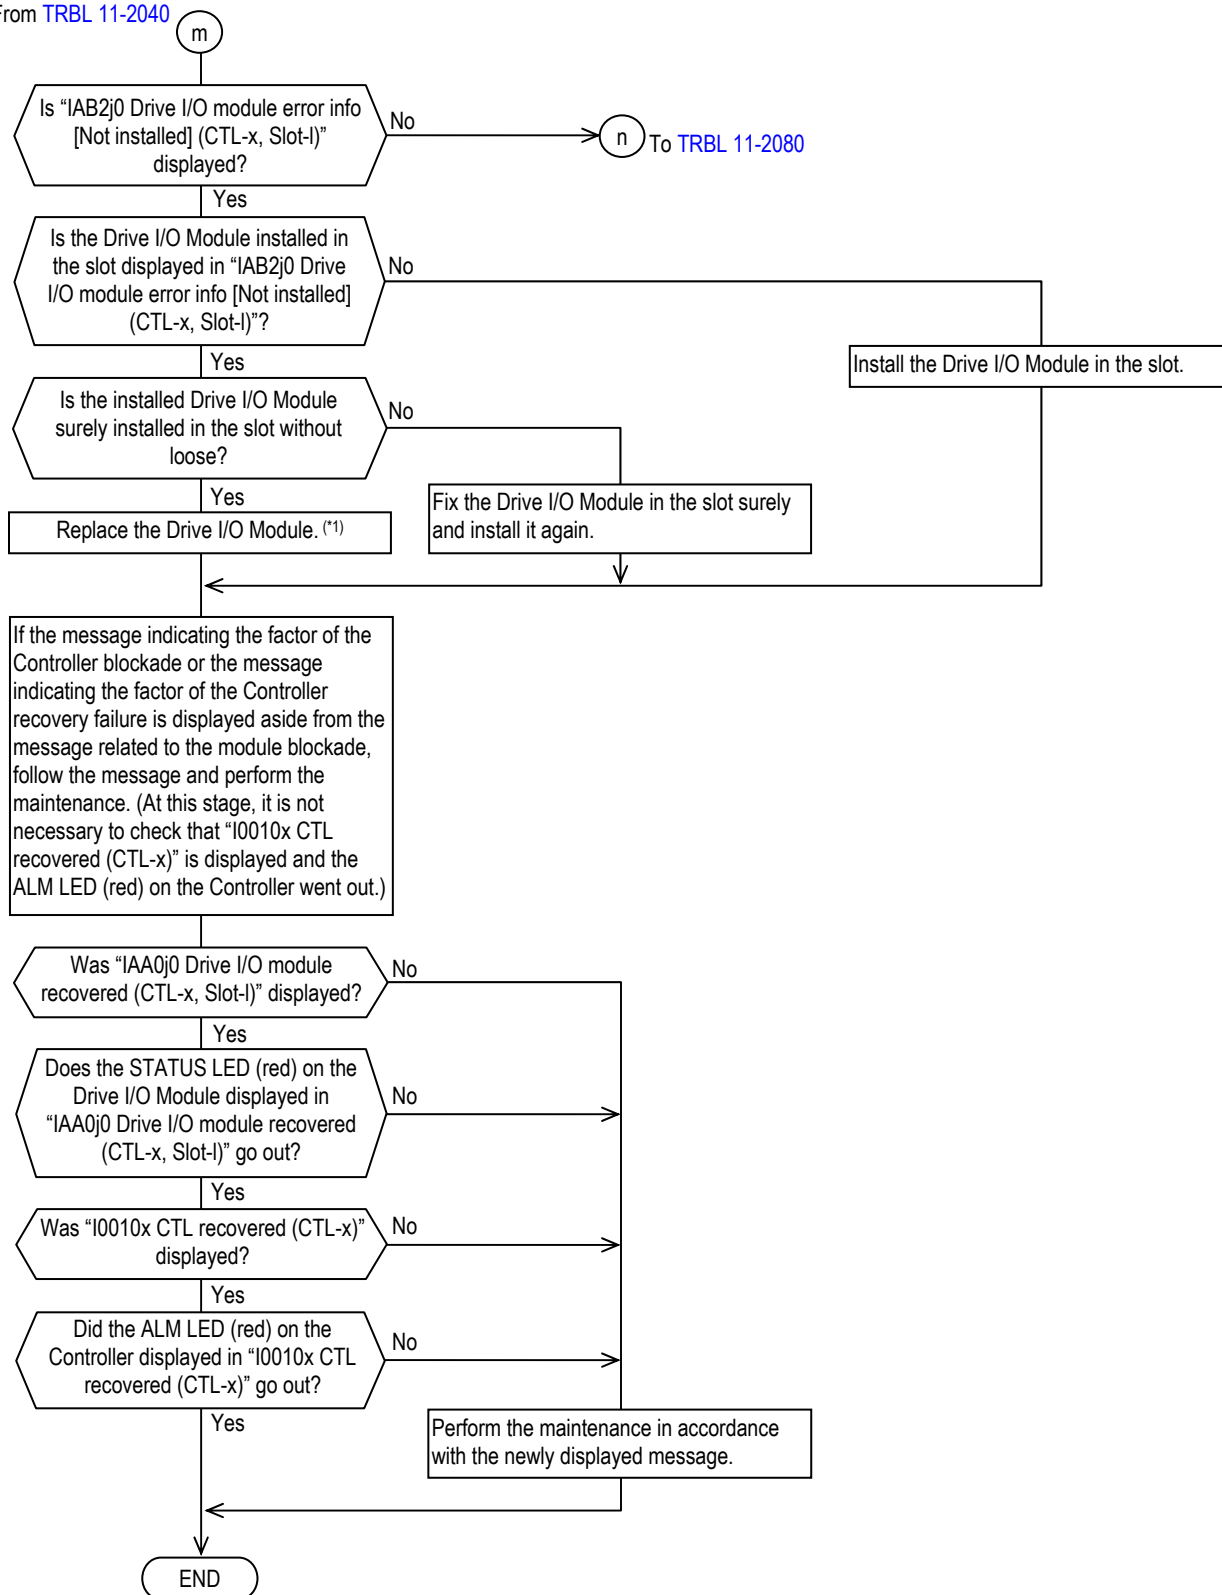 From TRBL 11-2040
m
Is “IAB2j0 Drive I/O module error info
[Not installed] (CTL-x, Slot-l)”
displayed?
No
n
To TRBL 11-2080
Yes
Is the Drive I/O Module installed in
the slot displayed in “IAB2j0 Drive
I/O module error info [Not installed]
(CTL-x, Slot-l)”?
No
Yes
Install the Drive I/O Module in the slot.
Is the installed Drive I/O Module
surely installed in the slot without
loose?
No
Yes
Fix the Drive I/O Module in the slot surely
and install it again.
Replace the Drive I/O Module. (*1)
If the message indicating the factor of the
Controller blockade or the message
indicating the factor of the Controller
recovery failure is displayed aside from the
message related to the module blockade,
follow the message and perform the
maintenance. (At this stage, it is not
necessary to check that “I0010x CTL
recovered (CTL-x)” is displayed and the
ALM LED (red) on the Controller went out.)
Was “IAA0j0 Drive I/O module
recovered (CTL-x, Slot-l)” displayed?
No
Yes
Does the STATUS LED (red) on the
Drive I/O Module displayed in
“IAA0j0 Drive I/O module recovered
(CTL-x, Slot-l)” go out?
No
Yes
Was “I0010x CTL recovered (CTL-x)”
displayed?
No
Yes
Did the ALM LED (red) on the
Controller displayed in “I0010x CTL
recovered (CTL-x)” go out?
No
Yes
Perform the maintenance in accordance
with the newly displayed message.
END